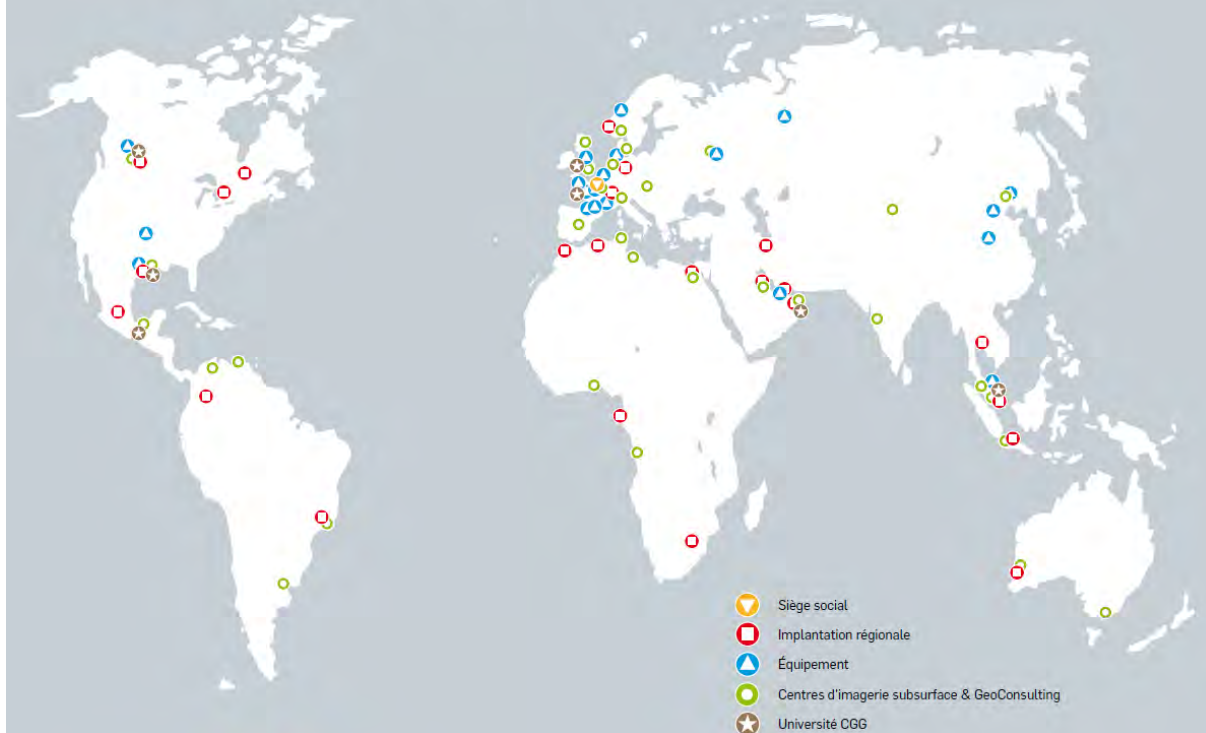 Siège social
Implantation régionale
Équipement
Centres d'imagerie subsurface & GeoConsulting
Université CGG